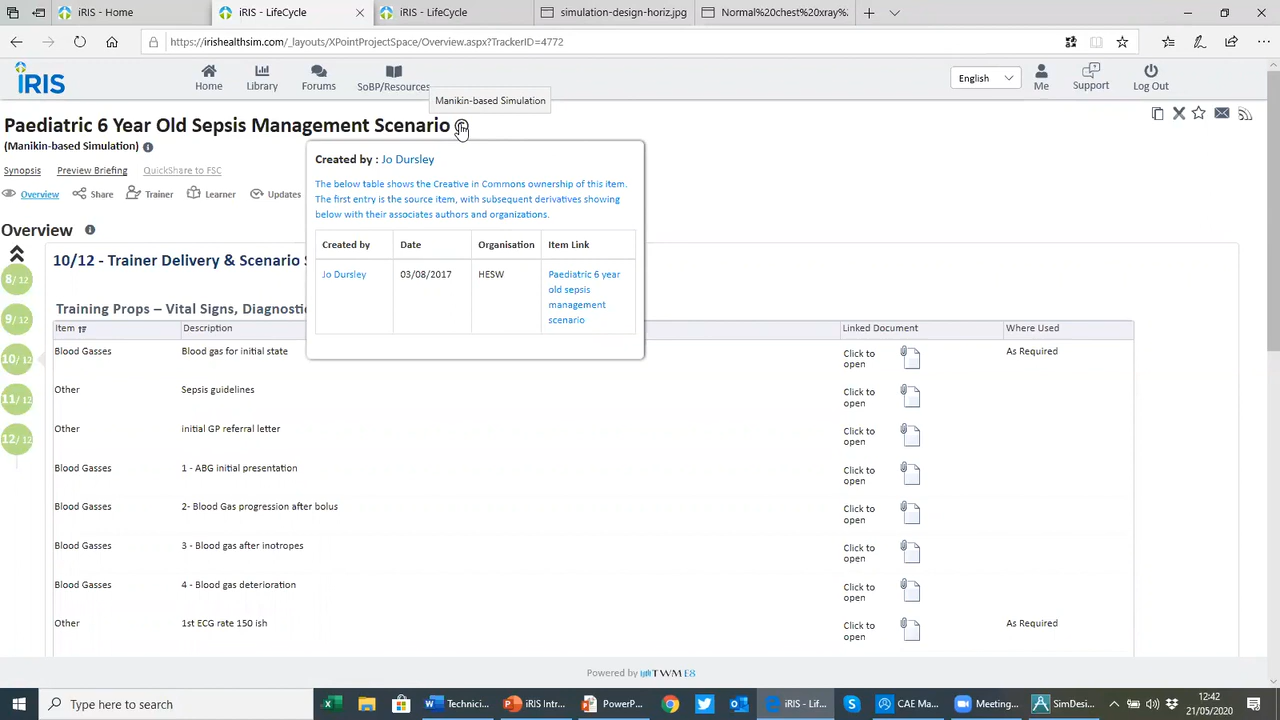 iRIS - Home
iRIS - LifeCycle
iRIS - LifeCycle
simulation-design-horiz.jpg
Normal%20chest%20xray%
https://irishealthsim.com/_layouts/XPointProjectSpace/Overview.aspx?TrackerID=4772
iRIS
Home
Library
Forums
SoBP/Resources
English
Me
Support
Log Out
Manikin-based Simulation
Paediatric 6 Year Old Sepsis Management Scenario
(Manikin-based Simulation)
Synopsis
Preview Briefing
QuickShare to FSC
Overview
Share
Trainer
Learner
Updates
Created by : Jo Dursley
The below table shows the Creative in Commons ownership of this item.
The first entry is the source item, with subsequent derivatives showing
below with their associates authors and organizations.
Created by Date Organisation Item Link
Jo Dursley 03/08/2017 HESW Paediatric 6 year
old sepsis
management
scenario
Overview
8/12
9/12
10/12
11/12
12/12
10/12 - Trainer Delivery & Scenario S
Training Props – Vital Signs, Diagnosti
Item Description Linked Document Where Used
Blood Gasses Blood gas for initial state Click to open As Required
Other Sepsis guidelines Click to open
Other initial GP referral letter Click to open
Blood Gasses 1 - ABG initial presentation Click to open
Blood Gasses 2- Blood Gas progression after bolus Click to open
Blood Gasses 3 - Blood gas after inotropes Click to open
Blood Gasses 4 - Blood gas deterioration Click to open
Other 1st ECG rate 150 ish Click to open As Required
Powered by TWME8
Type here to search
Technici...
iRIS Intr...
PowerP...
iRIS - Lif...
CAE Ma...
Meeting...
SimDesi...
12:42
21/05/2020